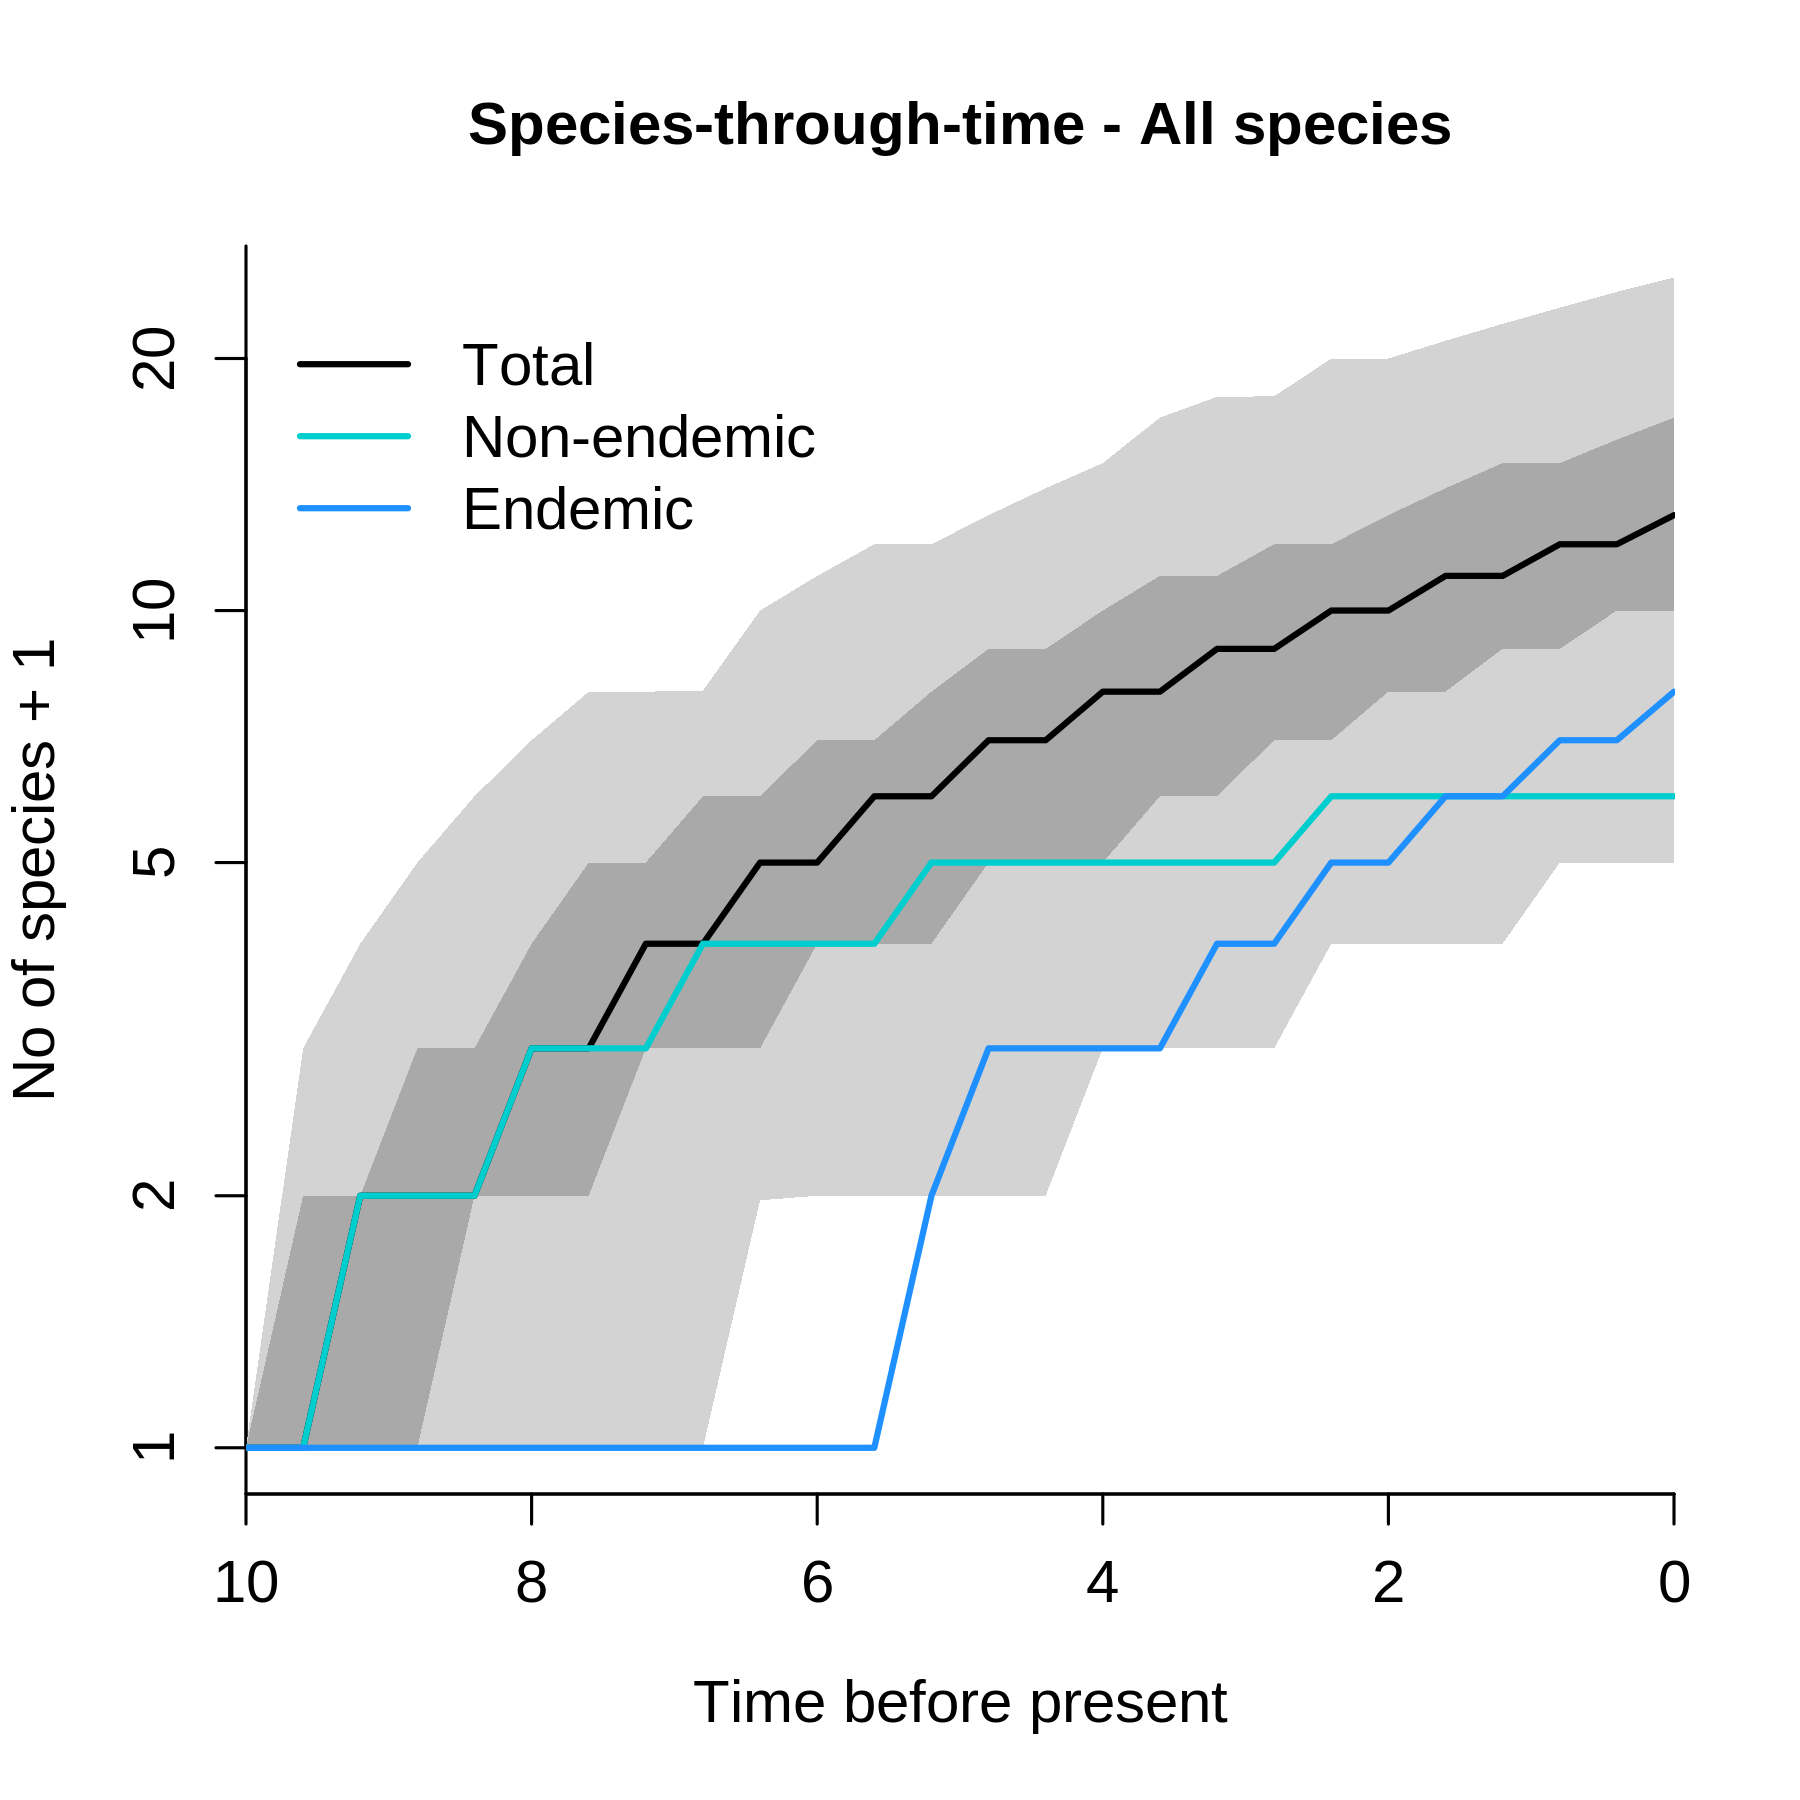 Species-through-time - All species
Total
Non-endemic
Endemic
No of species + 1
20
10
5
2
1
10 8 6 4 2 0
Time before present